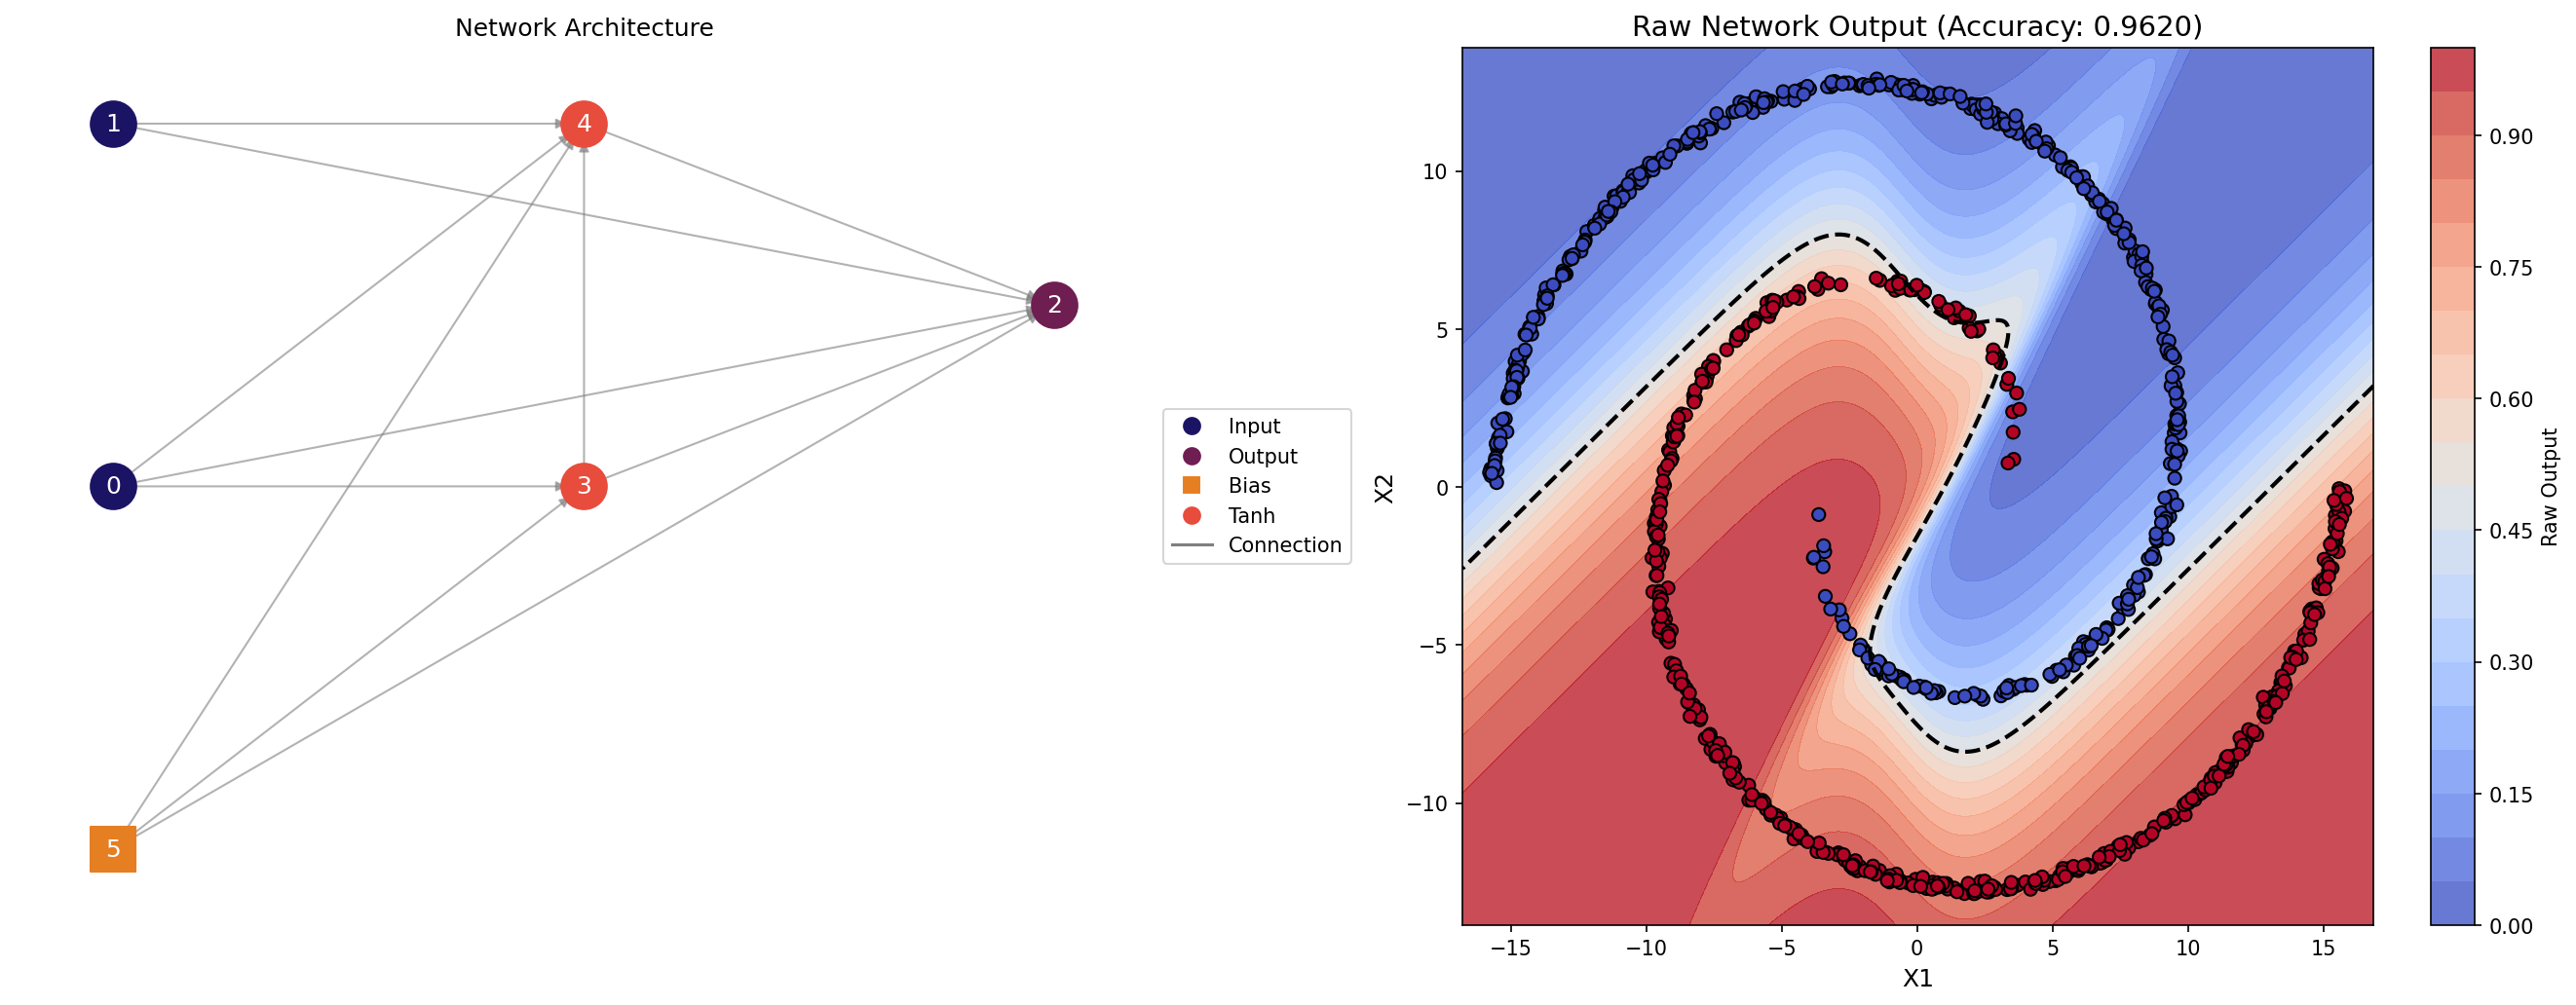 Network Architecture
1
4
2
0
3
5
Input
Output
Bias
Tanh
Connection
Raw Network Output (Accuracy: 0.9620)
X2
10
5
0
−5
−10
−15
−10
−5
0
5
10
15
X1
0.90
0.75
0.60
0.45
0.30
0.15
0.00
Raw Output